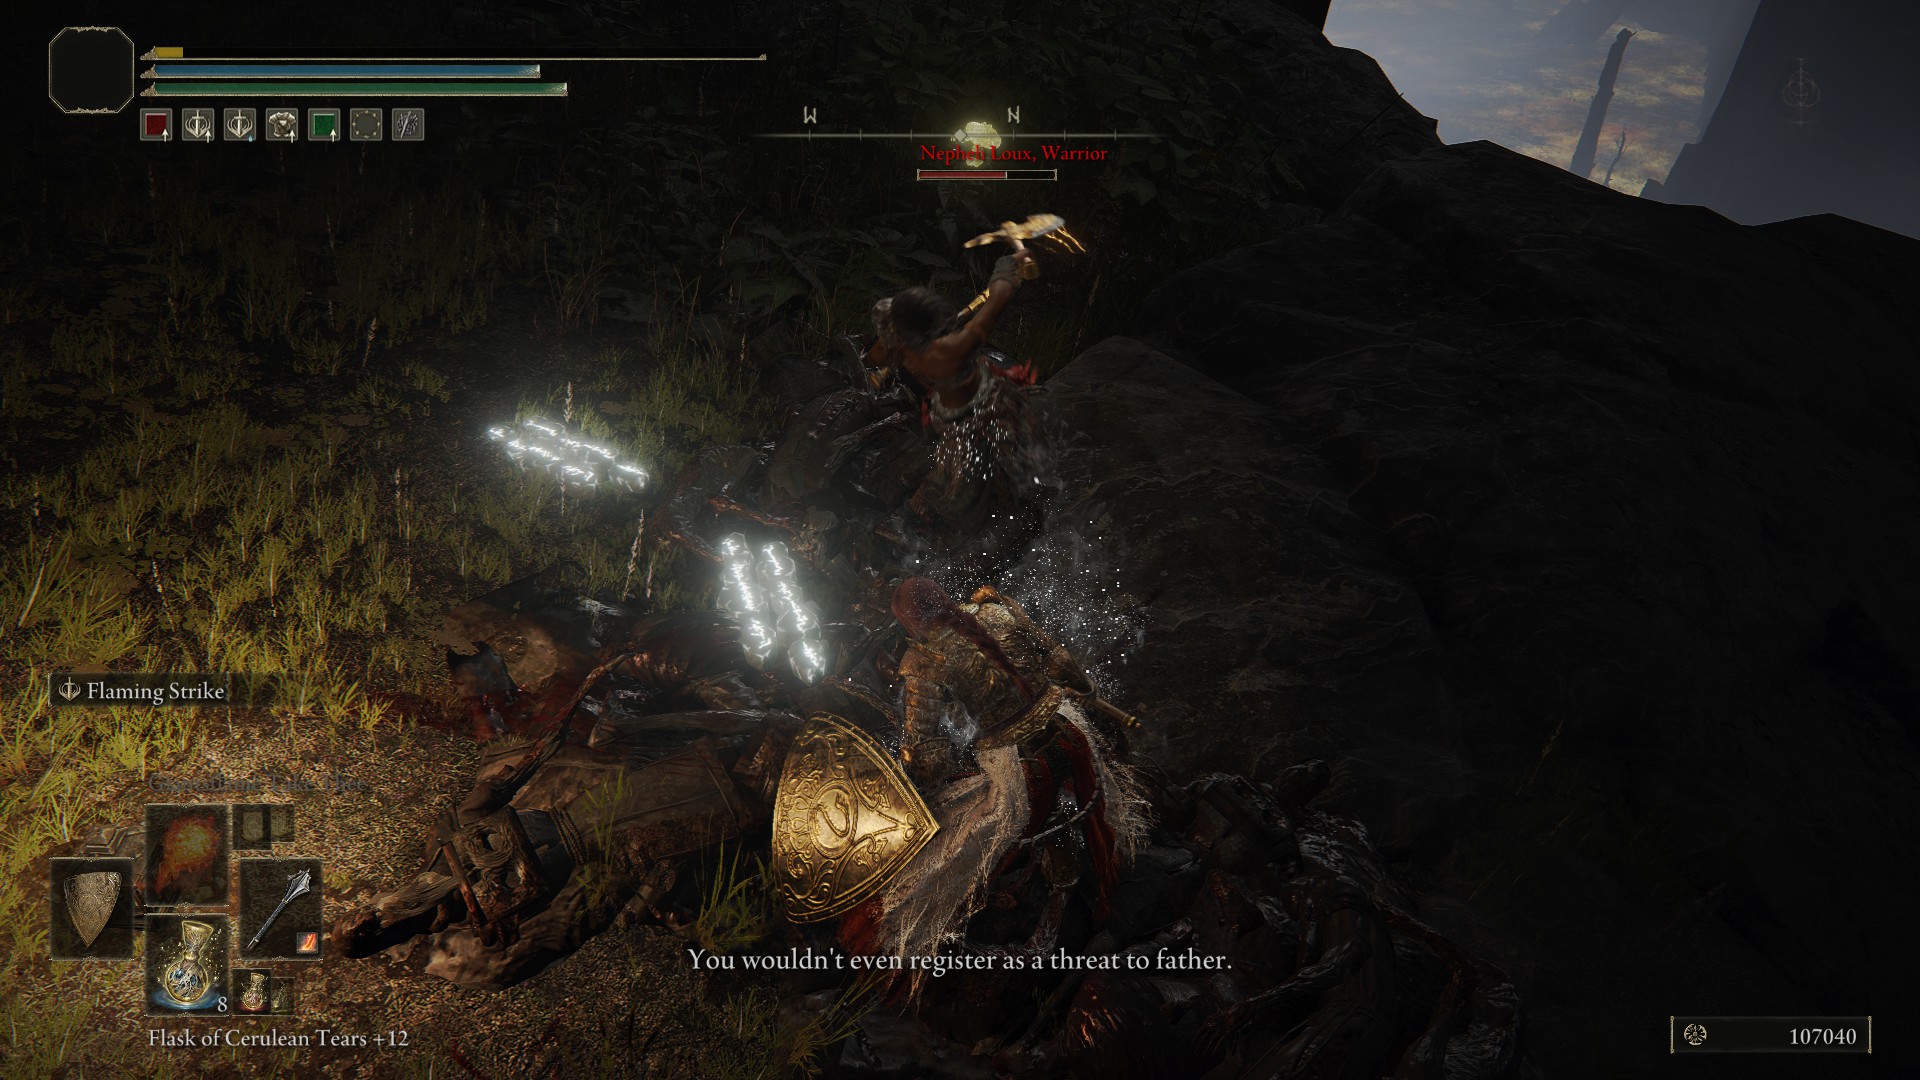 W
N
Nepheli Loux, Warrior
Flaming Strike
8
You wouldn't even register as a threat to father.
Flask of Cerulean Tears +12
107040